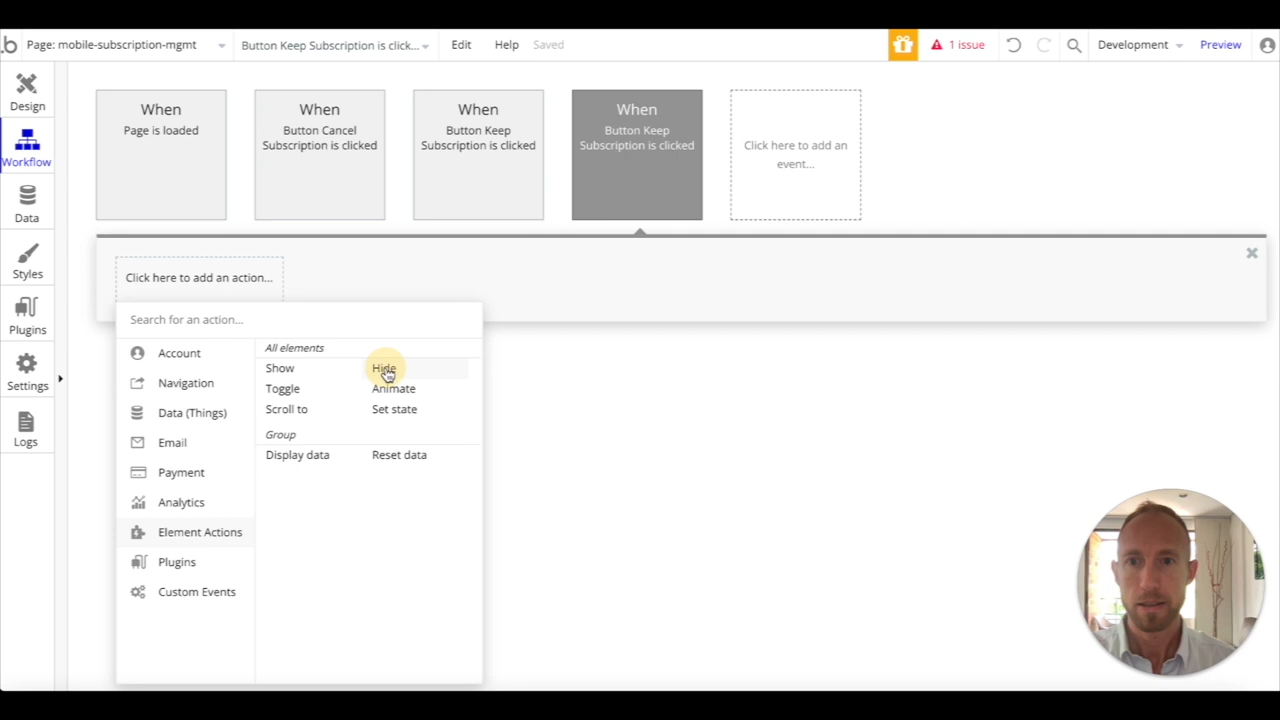 .b Page: mobile-subscription-mgmt Button Keep Subscription is click... Edit Help Saved 1 issue Development Preview
Design
Workflow
Data
Styles
Plugins
Settings
Logs
When
Page is loaded
When
Button Cancel
Subscription is clicked
When
Button Keep
Subscription is clicked
When
Button Keep
Subscription is clicked
Click here to add an
event...
Click here to add an action...
Search for an action...
Account
Navigation
Data (Things)
Email
Payment
Analytics
Element Actions
Plugins
Custom Events
All elements
Show Hide
Toggle Animate
Scroll to Set state
Group
Display data Reset data